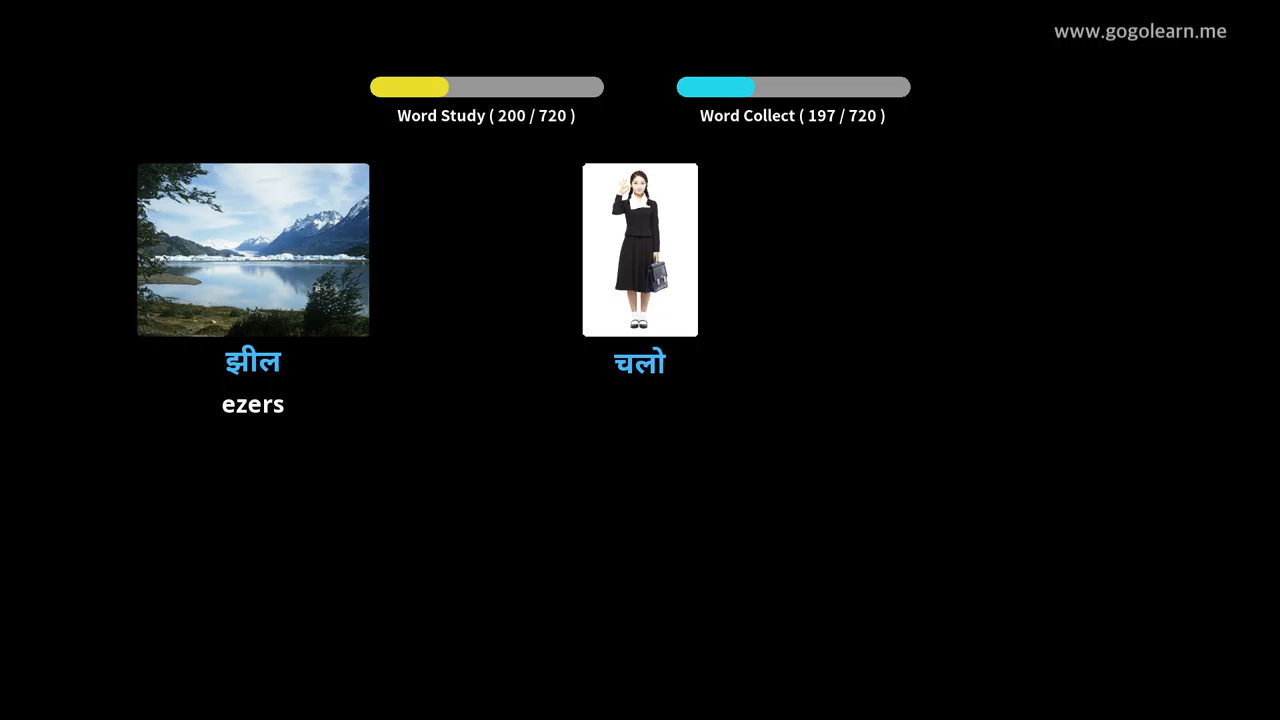 www.gogolearn.me
Word Study ( 200 / 720 )
Word Collect ( 197 / 720 )
झील
चलो
ezers